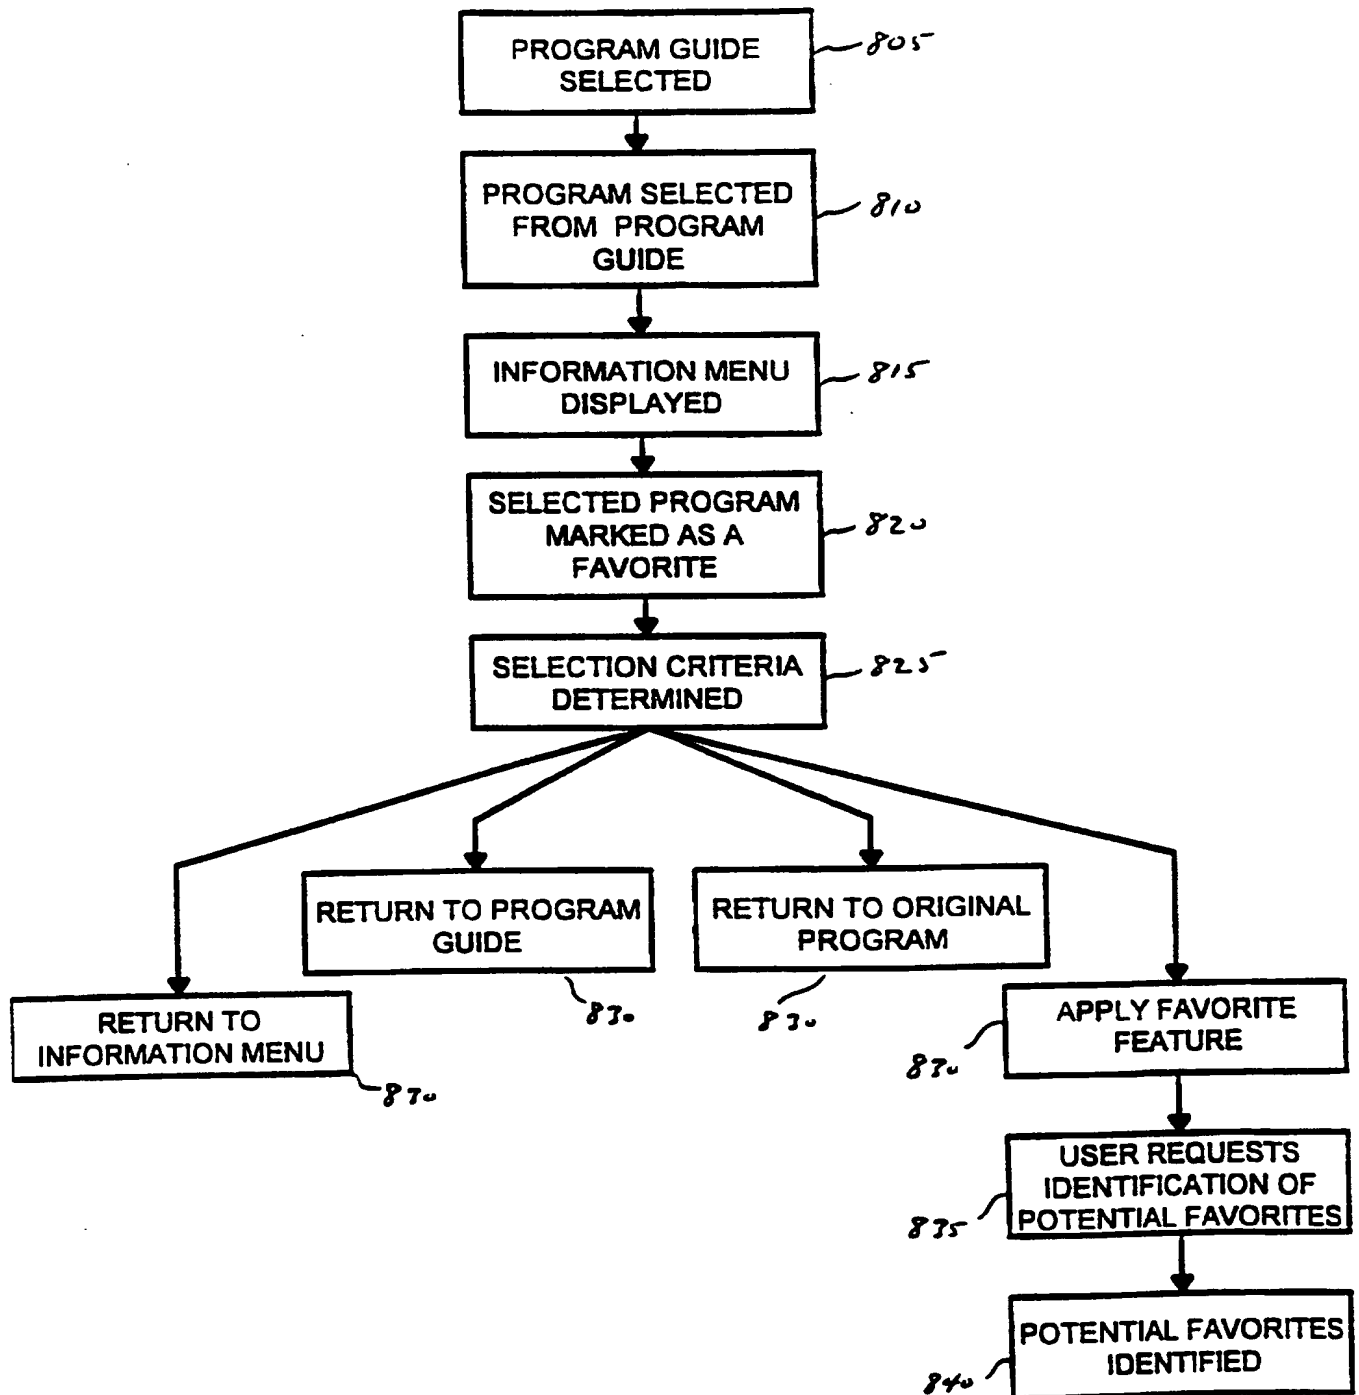 PROGRAM GUIDE
SELECTED
805
PROGRAM SELECTED
FROM PROGRAM
GUIDE
810
INFORMATION MENU
DISPLAYED
815
SELECTED PROGRAM
MARKED AS A
FAVORITE
820
SELECTION CRITERIA
DETERMINED
825
RETURN TO PROGRAM
GUIDE
830
RETURN TO ORIGINAL
PROGRAM
830
RETURN TO
INFORMATION MENU
830
APPLY FAVORITE
FEATURE
830
USER REQUESTS
IDENTIFICATION OF
POTENTIAL FAVORITES
835
POTENTIAL FAVORITES
IDENTIFIED
840